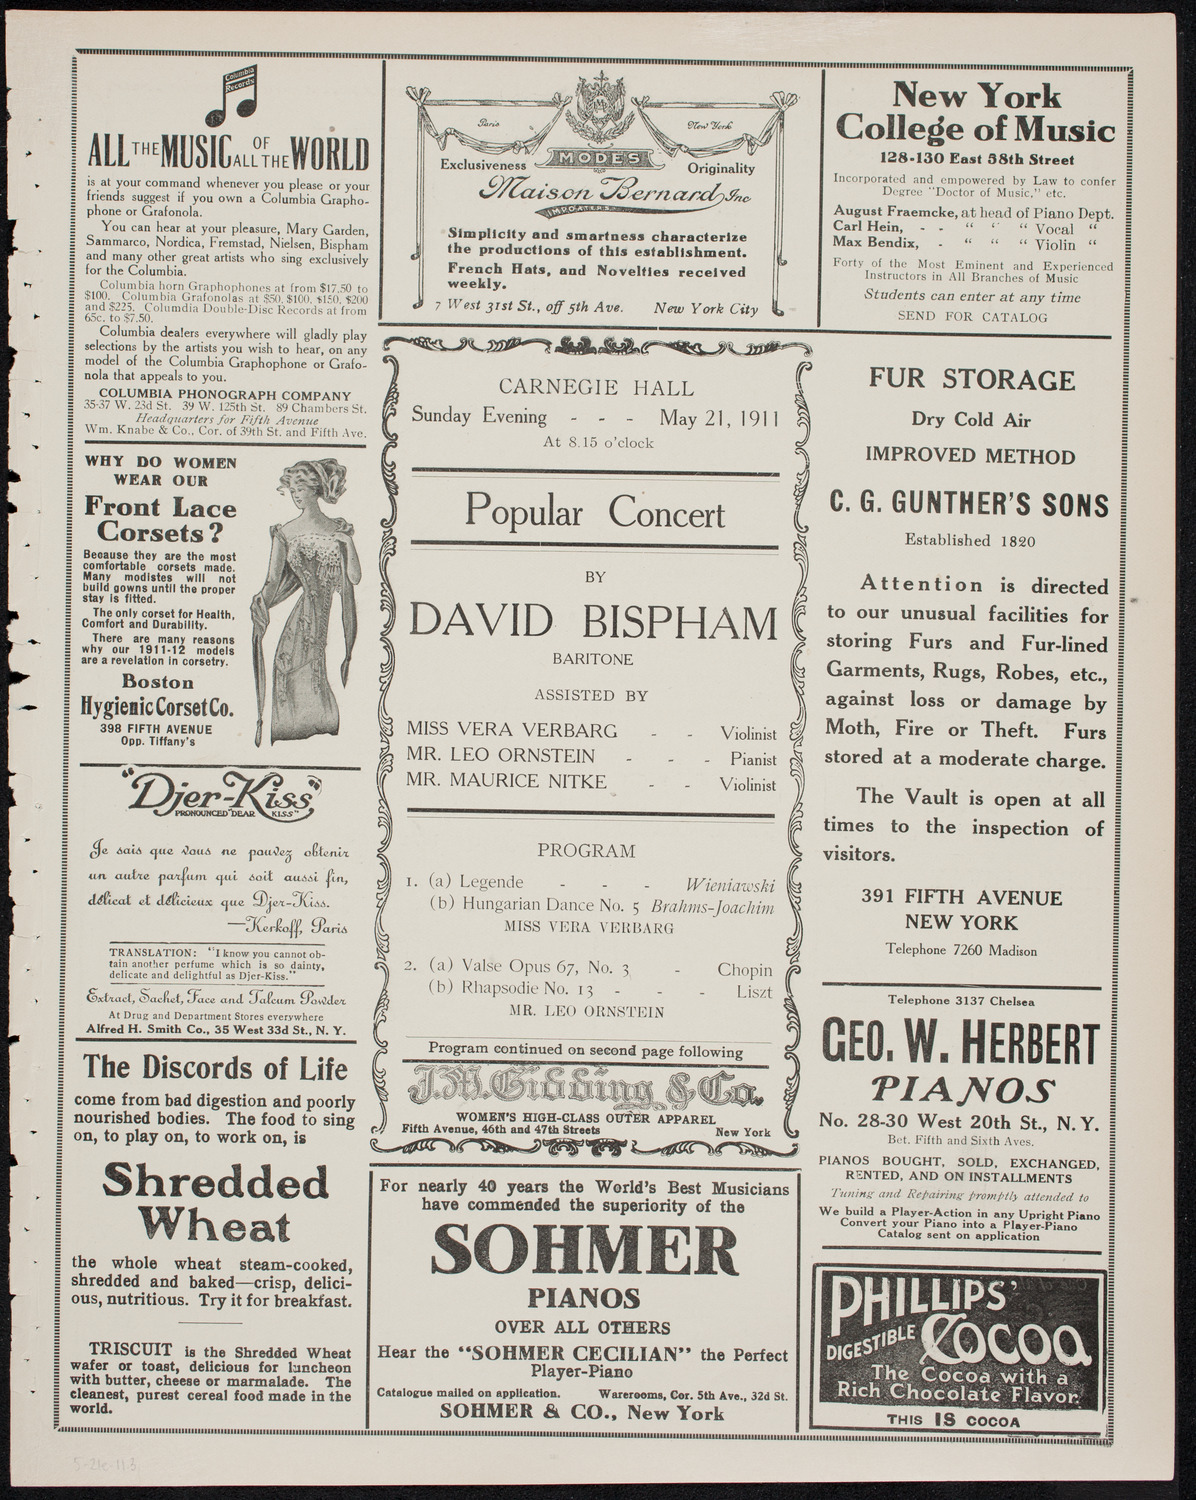 Columbia
Records
ALL THE MUSIC OF ALL THE WORLD
is at your command whenever you please or your
friends suggest if you own a Columbia Grapho-
phone or Grafonola.
You can hear at your pleasure, Mary Garden,
Sammarco, Nordica, Fremstad, Nielsen, Bispham
and many other great artists who sing exclusively
for the Columbia.
Columbia horn Graphophones at from $17.50 to
$100. Columbia Grafonolas at $50, $100, $150, $200
and $225. Columdia Double-Disc Records at from
65c. to $7.50.
Columbia dealers everywhere will gladly play
selections by the artists you wish to hear, on any
model of the Columbia Graphophone or Grafo-
nola that appeals to you.
COLUMBIA PHONOGRAPH COMPANY
35-37 W. 23d St. 39 W. 125th St. 89 Chambers St.
Headquarters for Fifth Avenue
Wm. Knabe & Co., Cor. of 39th St. and Fifth Ave.
WHY DO WOMEN
WEAR OUR
Front Lace
Corsets?
Because they are the most
comfortable corsets made.
Many modistes will not
build gowns until the proper
stay is fitted.
The only corset for Health,
Comfort and Durability.
There are many reasons
why our 1911-12 models
are a revelation in corsetry.
Boston
Hygienic Corset Co.
398 FIFTH AVENUE
Opp. Tiffany's
"Djer-Kiss"
PRONOUNCED "DEAR KISS"
Je sais que vous ne pouvez obtenir
un autre parfum qui soit aussi fin,
délicat et délicieux que Djer-Kiss.
—Kerkoff, Paris
TRANSLATION: "I know you cannot ob-
tain another perfume which is so dainty,
delicate and delightful as Djer-Kiss."
Extract, Sachet, Face and Talcum Powder
At Drug and Department Stores everywhere
Alfred H. Smith Co., 35 West 33d St., N. Y.
The Discords of Life
come from bad digestion and poorly
nourished bodies. The food to sing
on, to play on, to work on, is
Shredded
Wheat
the whole wheat steam-cooked,
shredded and baked—crisp, delici-
ous, nutritious. Try it for breakfast.
TRISCUIT is the Shredded Wheat
wafer or toast, delicious for luncheon
with butter, cheese or marmalade. The
cleanest, purest cereal food made in the
world.
Paris New York
Exclusiveness MODES Originality
Maison Bernard Inc
IMPORTERS
Simplicity and smartness characterize
the productions of this establishment.
French Hats, and Novelties received
weekly.
7 West 31st St., off 5th Ave. New York City
CARNEGIE HALL
Sunday Evening - - - May 21, 1911
At 8.15 o'clock
Popular Concert
BY
DAVID BISPHAM
BARITONE
ASSISTED BY
MISS VERA VERBARG - - Violinist
MR. LEO ORNSTEIN - - - Pianist
MR. MAURICE NITKE - - Violinist
PROGRAM
1. (a) Legende - - - Wieniawski
(b) Hungarian Dance No. 5 Brahms-Joachim
MISS VERA VERBARG
2. (a) Valse Opus 67, No. 3 - Chopin
(b) Rhapsodie No. 13 - - - Liszt
MR. LEO ORNSTEIN
Program continued on second page following
J.M. Gidding & Co.
WOMEN'S HIGH-CLASS OUTER APPAREL
Fifth Avenue, 46th and 47th Streets New York
For nearly 40 years the World's Best Musicians
have commended the superiority of the
SOHMER
PIANOS
OVER ALL OTHERS
Hear the "SOHMER CECILIAN" the Perfect
Player-Piano
Catalogue mailed on application. Warerooms, Cor. 5th Ave., 32d St.
SOHMER & CO., New York
New York
College of Music
128-130 East 58th Street
Incorporated and empowered by Law to confer
Degree "Doctor of Music," etc.
August Fraemcke, at head of Piano Dept.
Carl Hein, - - " " " Vocal "
Max Bendix, - " " " Violin "
Forty of the Most Eminent and Experienced
Instructors in All Branches of Music
Students can enter at any time
SEND FOR CATALOG
FUR STORAGE
Dry Cold Air
IMPROVED METHOD
C. G. GUNTHER'S SONS
Established 1820
Attention is directed
to our unusual facilities for
storing Furs and Fur-lined
Garments, Rugs, Robes, etc.,
against loss or damage by
Moth, Fire or Theft. Furs
stored at a moderate charge.
The Vault is open at all
times to the inspection of
visitors.
391 FIFTH AVENUE
NEW YORK
Telephone 7260 Madison
Telephone 3137 Chelsea
GEO. W. HERBERT
PIANOS
No. 28-30 West 20th St., N. Y.
Bet. Fifth and Sixth Aves.
PIANOS BOUGHT, SOLD, EXCHANGED,
RENTED, AND ON INSTALLMENTS
Tuning and Repairing promptly attended to
We build a Player-Action in any Upright Piano
Convert your Piano into a Player-Piano
Catalog sent on application
PHILLIPS'
DIGESTIBLE COCOA
The Cocoa with a
Rich Chocolate Flavor.
THIS IS COCOA